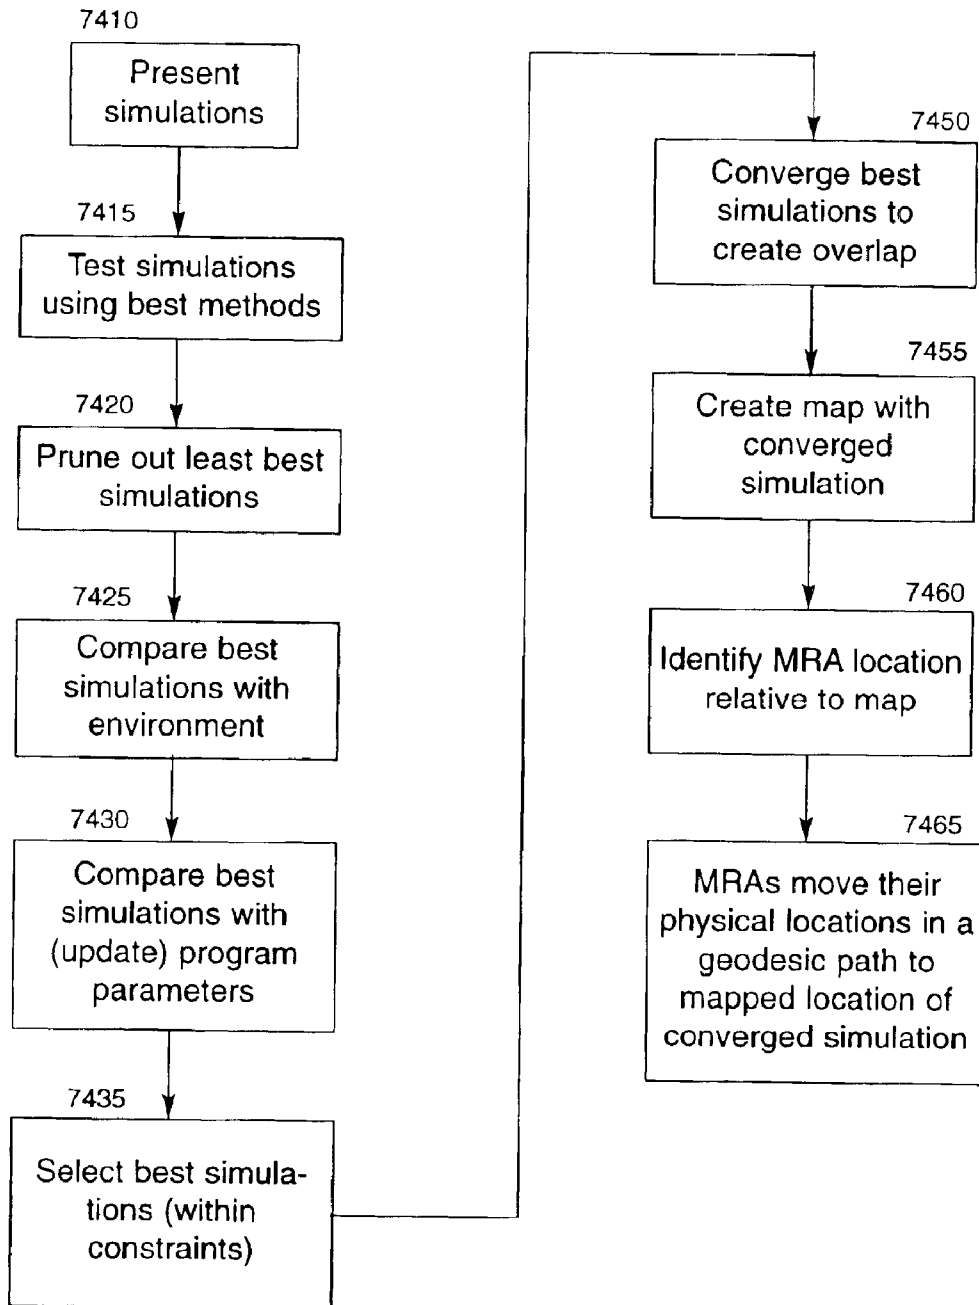 7410
Present
simulations
7415
Test simulations
using best methods
7420
Prune out least best
simulations
7425
Compare best
simulations with
environment
7430
Compare best
simulations with
(update) program
parameters
7435
Select best simula-
tions (within
constraints)
7450
Converge best
simulations to
create overlap
7455
Create map with
converged
simulation
7460
Identify MRA location
relative to map
7465
MRAs move their
physical locations in a
geodesic path to
mapped location of
converged simulation